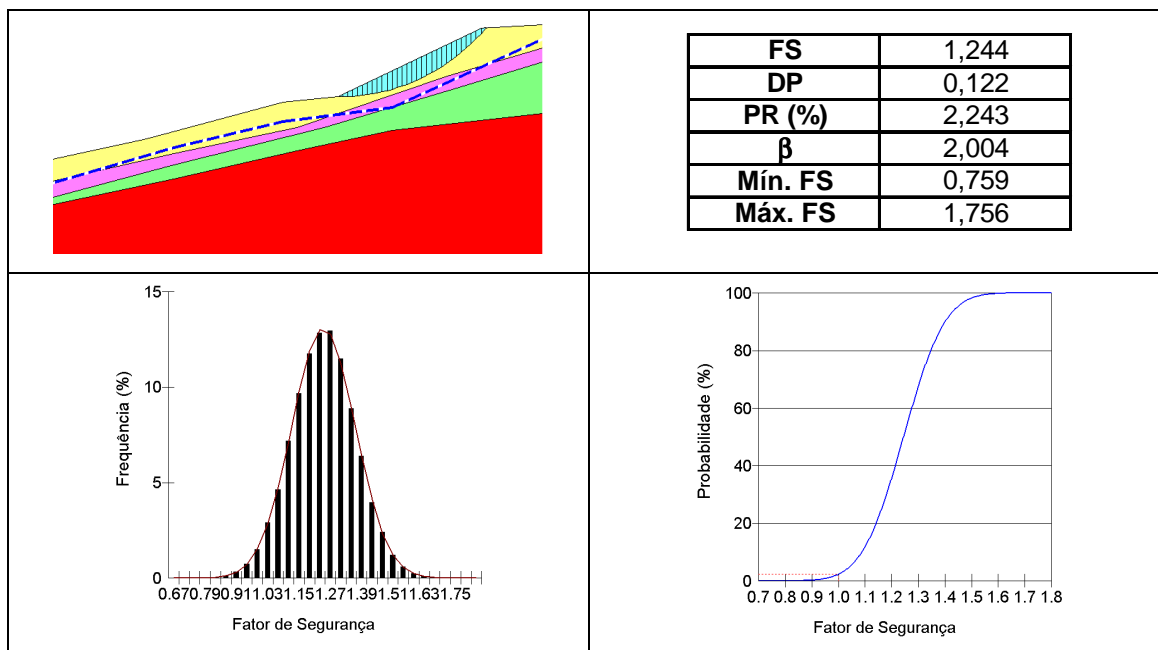 FS 1,244
DP 0,122
PR (%) 2,243
β 2,004
Mín. FS 0,759
Máx. FS 1,756
15
10
5
0
Frequência (%)
0.670.790.911.031.151.271.391.511.631.75
Fator de Segurança
100
80
60
40
20
0
Probabilidade (%)
0.7 0.8 0.9 1.0 1.1 1.2 1.3 1.4 1.5 1.6 1.7 1.8
Fator de Segurança